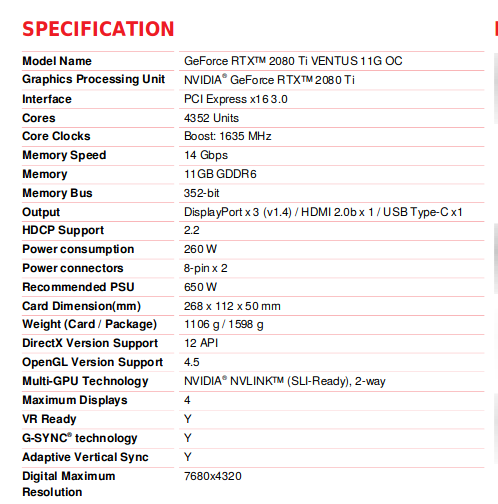 SPECIFICATION
Model Name GeForce RTX™ 2080 Ti VENTUS 11G OC
Graphics Processing Unit NVIDIA® GeForce RTX™ 2080 Ti
Interface PCI Express x16 3.0
Cores 4352 Units
Core Clocks Boost: 1635 MHz
Memory Speed 14 Gbps
Memory 11GB GDDR6
Memory Bus 352-bit
Output DisplayPort x 3 (v1.4) / HDMI 2.0b x 1 / USB Type-C x1
HDCP Support 2.2
Power consumption 260 W
Power connectors 8-pin x 2
Recommended PSU 650 W
Card Dimension(mm) 268 x 112 x 50 mm
Weight (Card / Package) 1106 g / 1598 g
DirectX Version Support 12 API
OpenGL Version Support 4.5
Multi-GPU Technology NVIDIA® NVLINK™ (SLI-Ready), 2-way
Maximum Displays 4
VR Ready Y
G-SYNC® technology Y
Adaptive Vertical Sync Y
Digital Maximum 7680x4320
Resolution